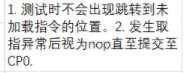 1. 测试时不会出现跳转到未
加载指令的位置。2. 发生取
指异常后视为nop直至提交至
CP0.